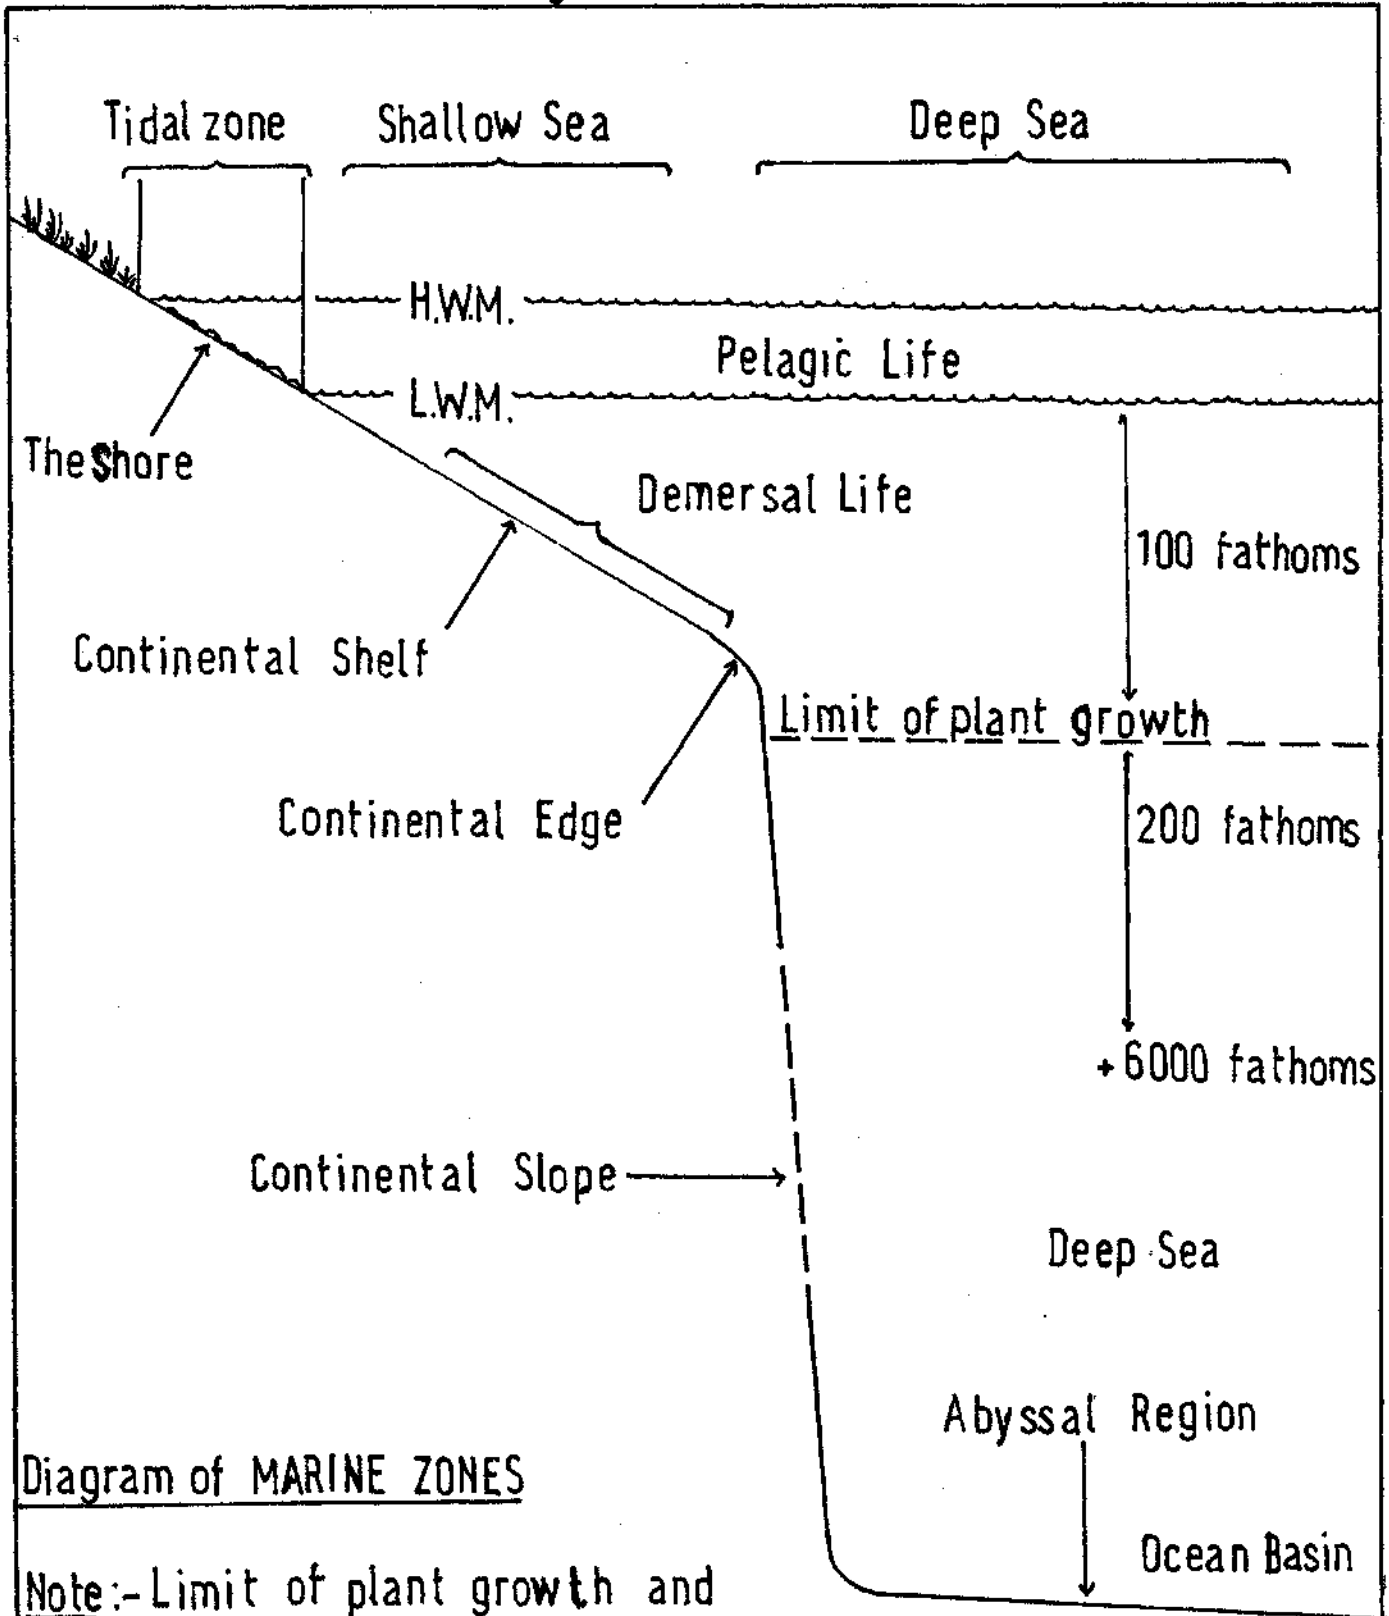 Tidal zone Shallow Sea Deep Sea
H.W.M.
Pelagic Life
L.W.M.
The shore
Demersal Life
100 fathoms
Continental Shelf
Limit of plant growth
Continental Edge
200 fathoms
+6000 fathoms
Continental Slope
Deep Sea
Abyssal Region
Diagram of MARINE ZONES
Ocean Basin
Note:- Limit of plant growth and